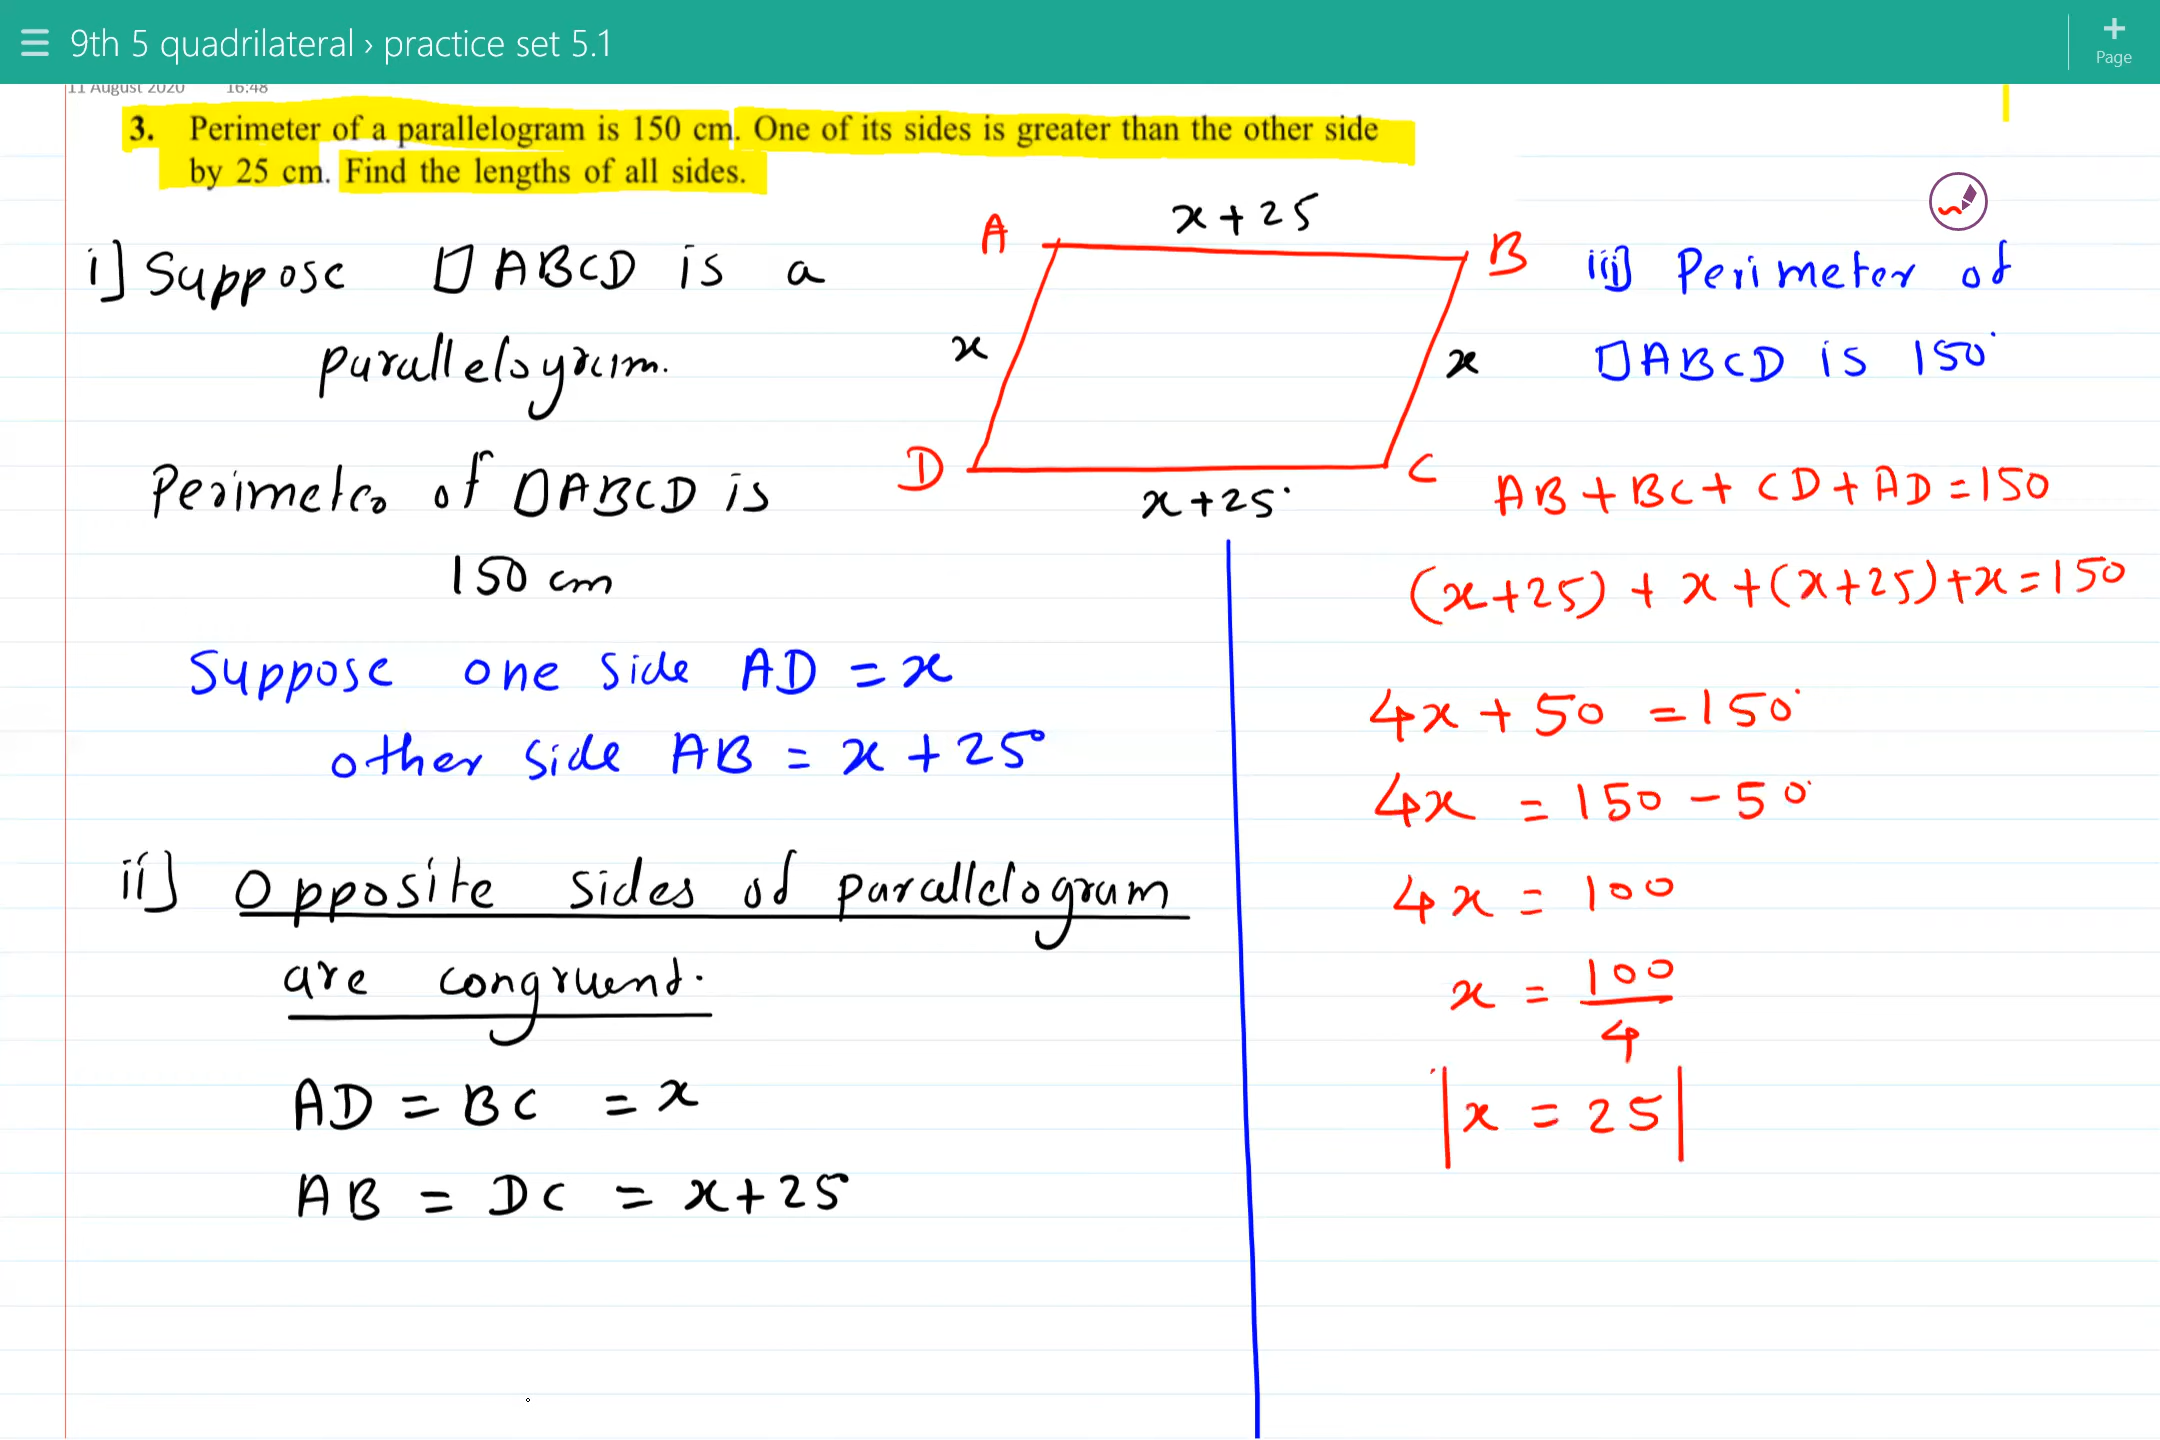 9th 5 quadrilateral › practice set 5.1
Page
11 August 2020 16:48
3. Perimeter of a parallelogram is 150 cm. One of its sides is greater than the other side
by 25 cm. Find the lengths of all sides.
i] Suppose □ABCD is a
parallelogram.
Perimeter of □ABCD is
150 cm
Suppose one side AD = x
other side AB = x + 25
ii] Opposite sides of parallelogram
are congruent.
AD = BC = x
AB = DC = x+25
A
x+25
B
x
x
D
C
x+25
iii] Perimeter of
□ABCD is 150
AB + BC + CD + AD = 150
(x+25) + x + (x+25) + x = 150
4x + 50 = 150
4x = 150 - 50
4x = 100
x = 100
4
|x = 25|